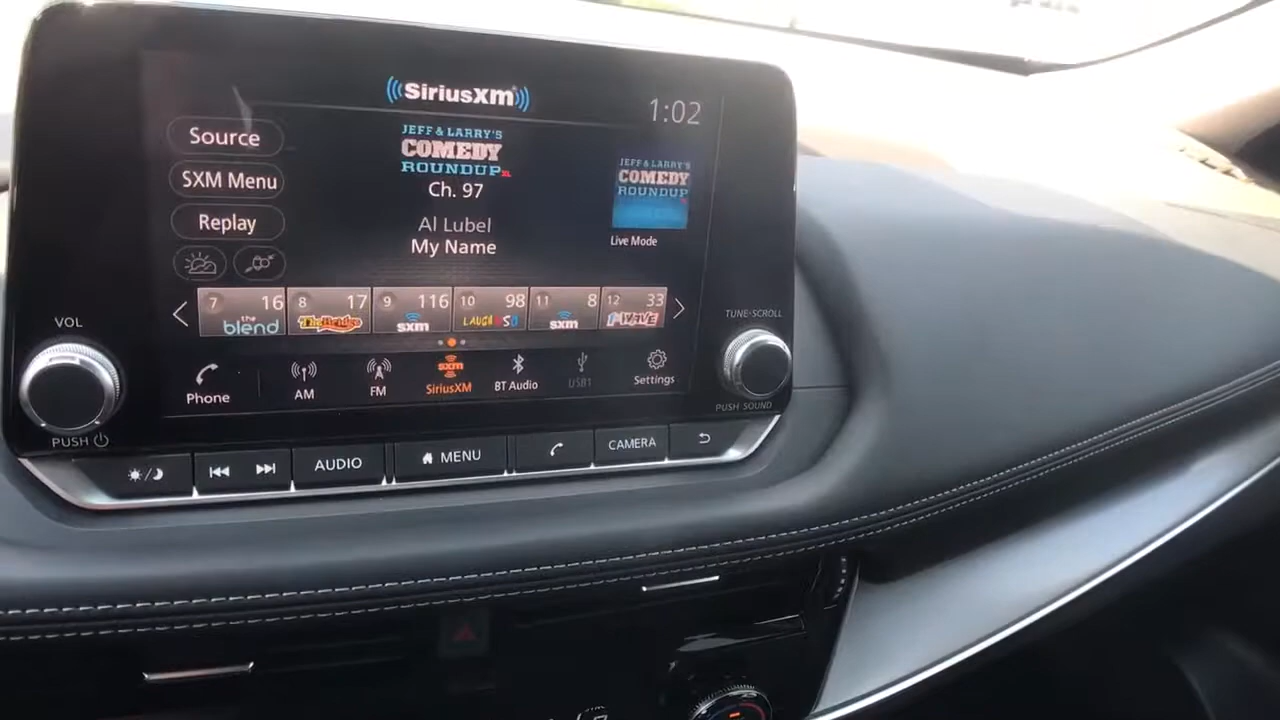 SiriusXm
1:02
Source
SXM Menu
Replay
JEFF & LARRY'S
COMEDY
ROUNDUP XL
Ch. 97
Al Lubel
My Name
JEFF & LARRY'S
COMEDY
ROUNDUP
Live Mode
7 16
the
blend
8 17
The Bridge
9 116
sxm
10 98
LAUGH USA
11 8
sxm
12 33
1st WAVE
Phone
AM
FM
sxm
SiriusXM
BT Audio
USB1
Settings
VOL
PUSH
TUNE·SCROLL
PUSH SOUND
AUDIO
MENU
CAMERA